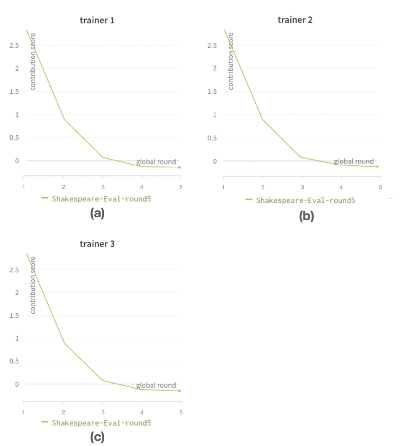 trainer 1
contribution score
2.5
2
1.5
1
0.5
0
global round
1 2 3 4 5
Shakespeare-Eval-round5
(a)
trainer 2
contribution score
2.5
2
1.5
1
0.5
0
global round
1 2 3 4 5
Shakespeare-Eval-round5
(b)
trainer 3
contribution score
2.5
2
1.5
1
0.5
0
global round
1 2 3 4 5
Shakespeare-Eval-round5
(c)